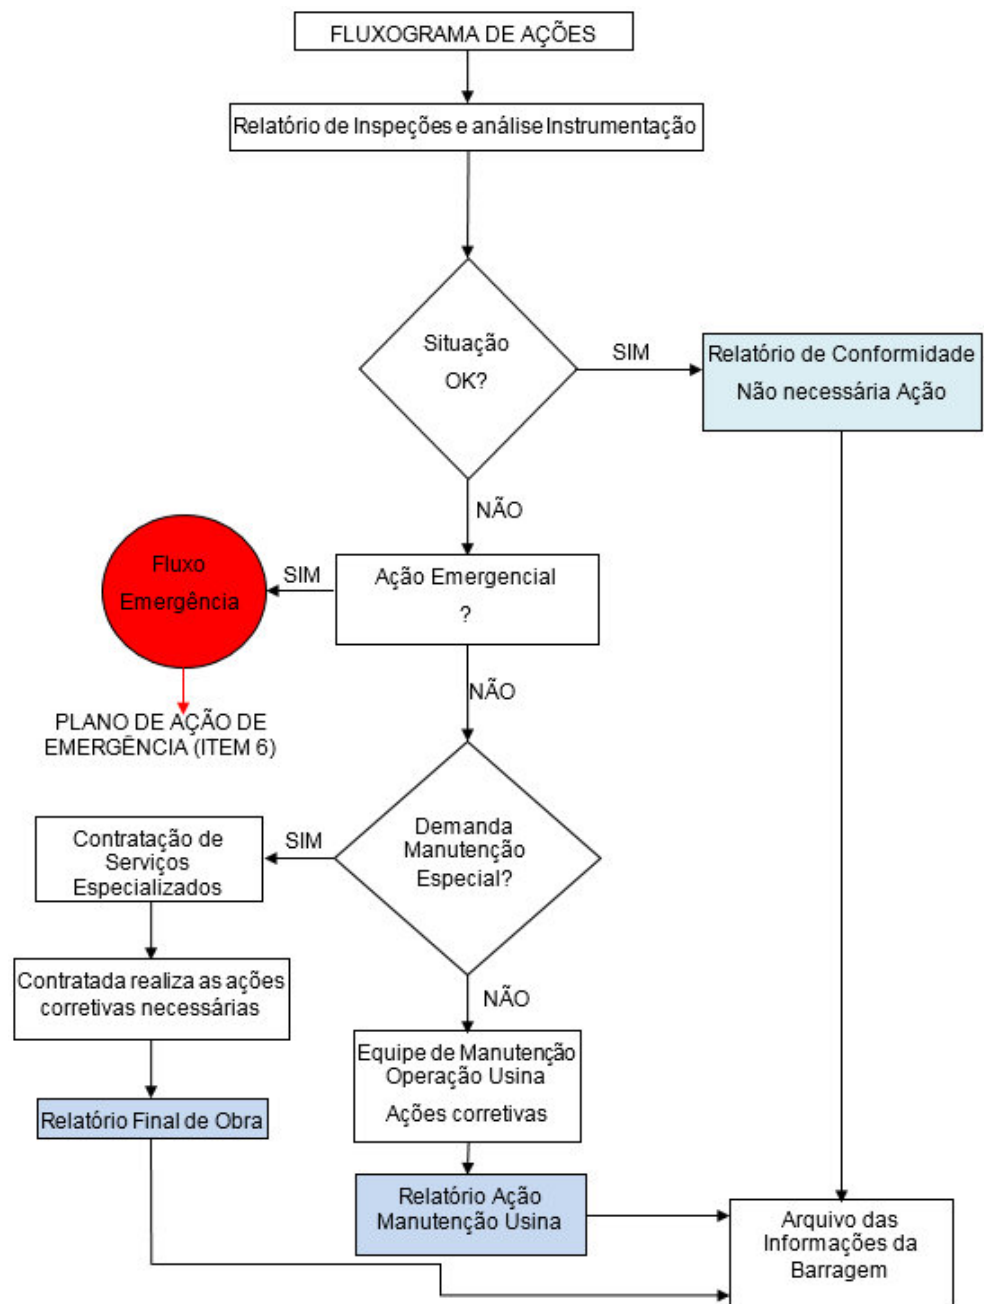 FLUXOGRAMA DE AÇÕES
Relatório de Inspeções e análise Instrumentação
Situação
OK?
SIM
Relatório de Conformidade
Não necessária Ação
NÃO
Fluxo
Emergência
SIM
Ação Emergencial
?
NÃO
PLANO DE AÇÃO DE
EMERGÊNCIA (ITEM 6)
Demanda
Manutenção
Especial?
SIM
Contratação de
Serviços
Especializados
Contratada realiza as ações
corretivas necessárias
NÃO
Equipe de Manutenção
Operação Usina
Ações corretivas
Relatório Final de Obra
Relatório Ação
Manutenção Usina
Arquivo das
Informações da
Barragem